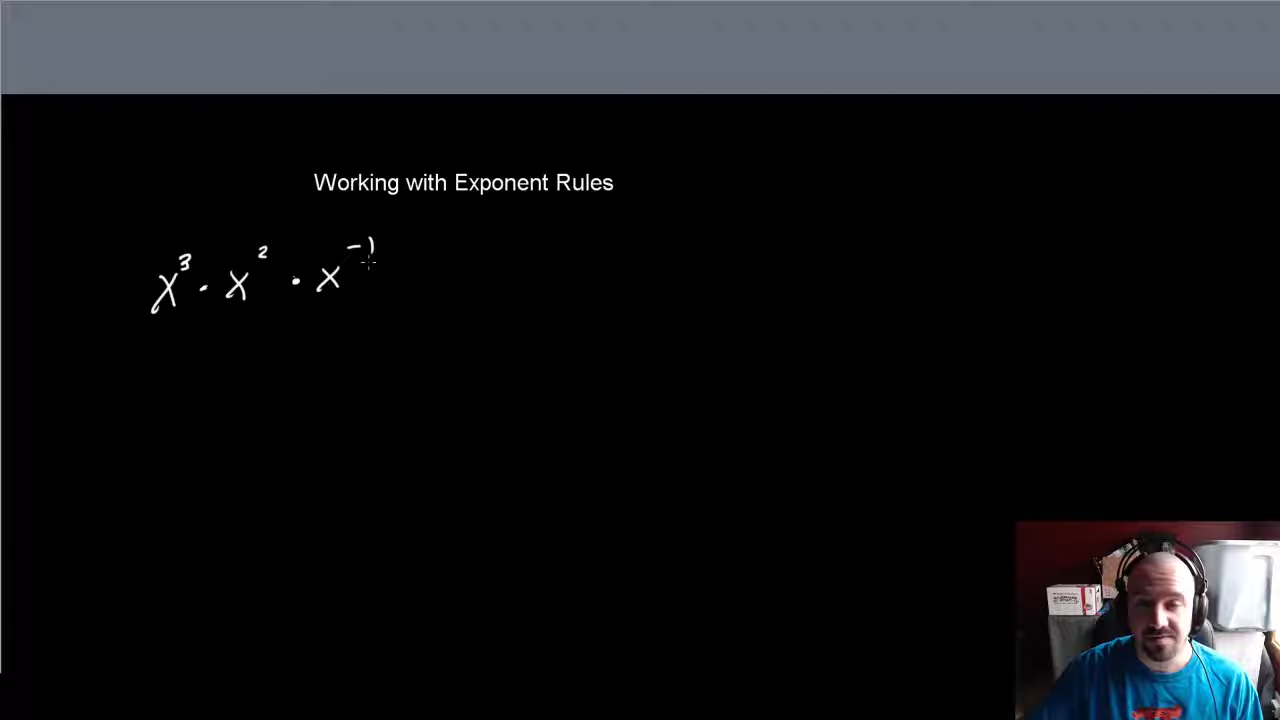 Working with Exponent Rules
x³ · x² · x⁻¹